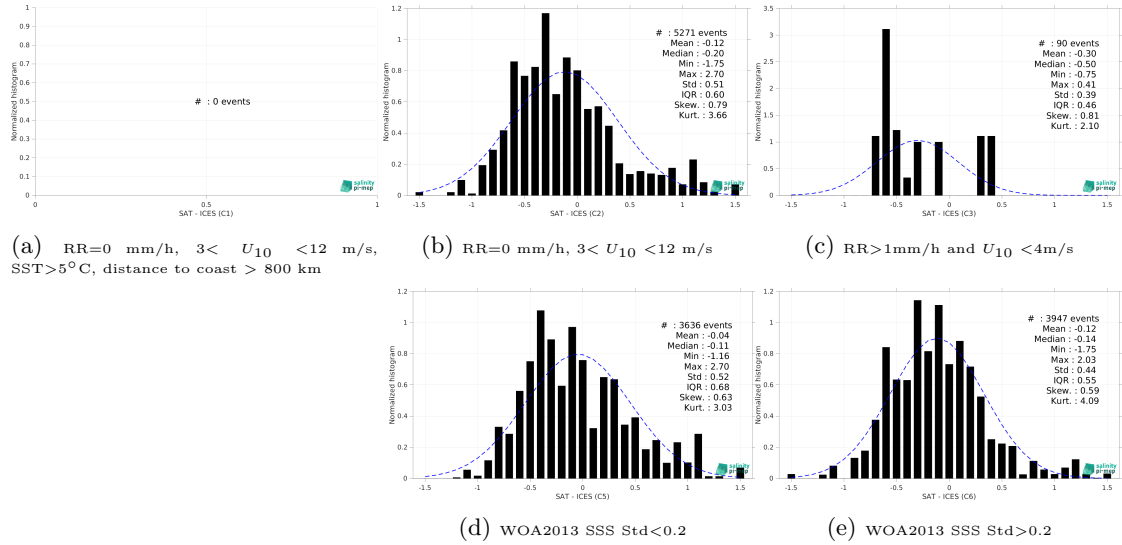 1
0.9
0.8
0.7
0.6
0.5
0.4
0.3
0.2
0.1
0
Normalized histogram
# : 0 events
salinity
pi-mep
0 0.5 1
SAT - ICES (C1)
(a) RR=0 mm/h, 3< U10 <12 m/s,
SST>5°C, distance to coast > 800 km
1.2
1
0.8
0.6
0.4
0.2
0
Normalized histogram
# : 5271 events
Mean : -0.12
Median : -0.20
Min : -1.75
Max : 2.70
Std : 0.51
IQR : 0.60
Skew. : 0.79
Kurt. : 3.66
salinity
pi-mep
-1.5 -1 -0.5 0 0.5 1 1.5
SAT - ICES (C2)
(b) RR=0 mm/h, 3< U10 <12 m/s
3.5
3
2.5
2
1.5
1
0.5
0
Normalized histogram
# : 90 events
Mean : -0.30
Median : -0.50
Min : -0.75
Max : 0.41
Std : 0.39
IQR : 0.46
Skew. : 0.81
Kurt. : 2.10
salinity
pi-mep
-1.5 -1 -0.5 0 0.5 1 1.5
SAT - ICES (C3)
(c) RR>1mm/h and U10 <4m/s
1.2
1
0.8
0.6
0.4
0.2
0
Normalized histogram
# : 3636 events
Mean : -0.04
Median : -0.11
Min : -1.16
Max : 2.70
Std : 0.52
IQR : 0.68
Skew. : 0.63
Kurt. : 3.03
salinity
pi-mep
-1.5 -1 -0.5 0 0.5 1 1.5
SAT - ICES (C5)
(d) WOA2013 SSS Std<0.2
1.2
1
0.8
0.6
0.4
0.2
0
Normalized histogram
# : 3947 events
Mean : -0.12
Median : -0.14
Min : -1.75
Max : 2.03
Std : 0.44
IQR : 0.55
Skew. : 0.59
Kurt. : 4.09
salinity
pi-mep
-1.5 -1 -0.5 0 0.5 1 1.5
SAT - ICES (C6)
(e) WOA2013 SSS Std>0.2